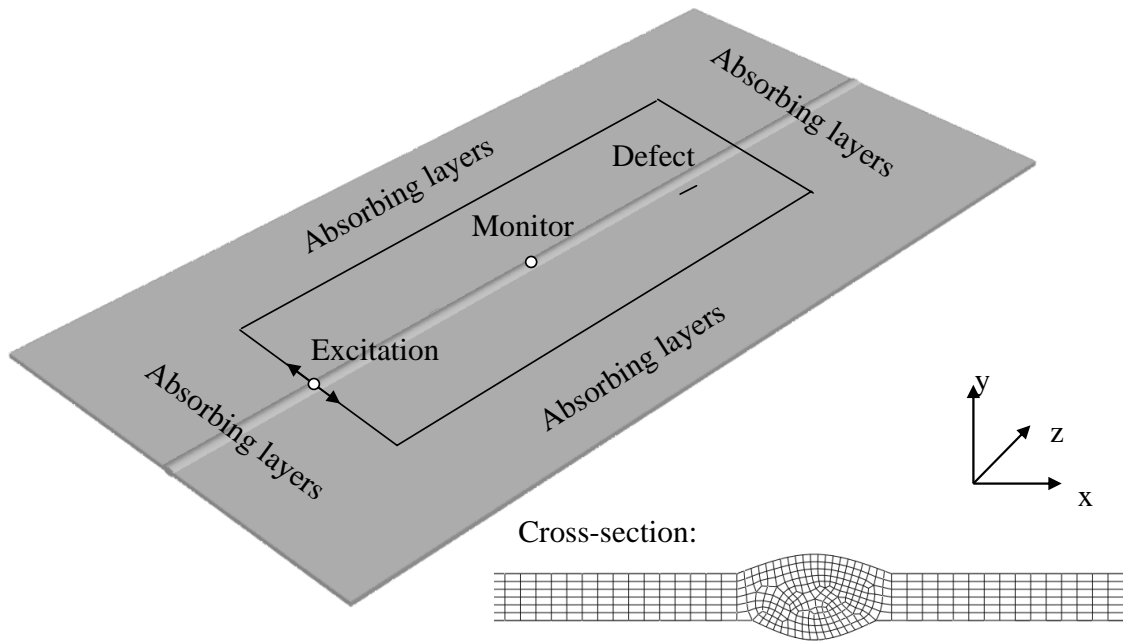 Absorbing layers
Absorbing layers
Defect
Monitor
Excitation
Absorbing layers
Absorbing layers
y
z
x
Cross-section: